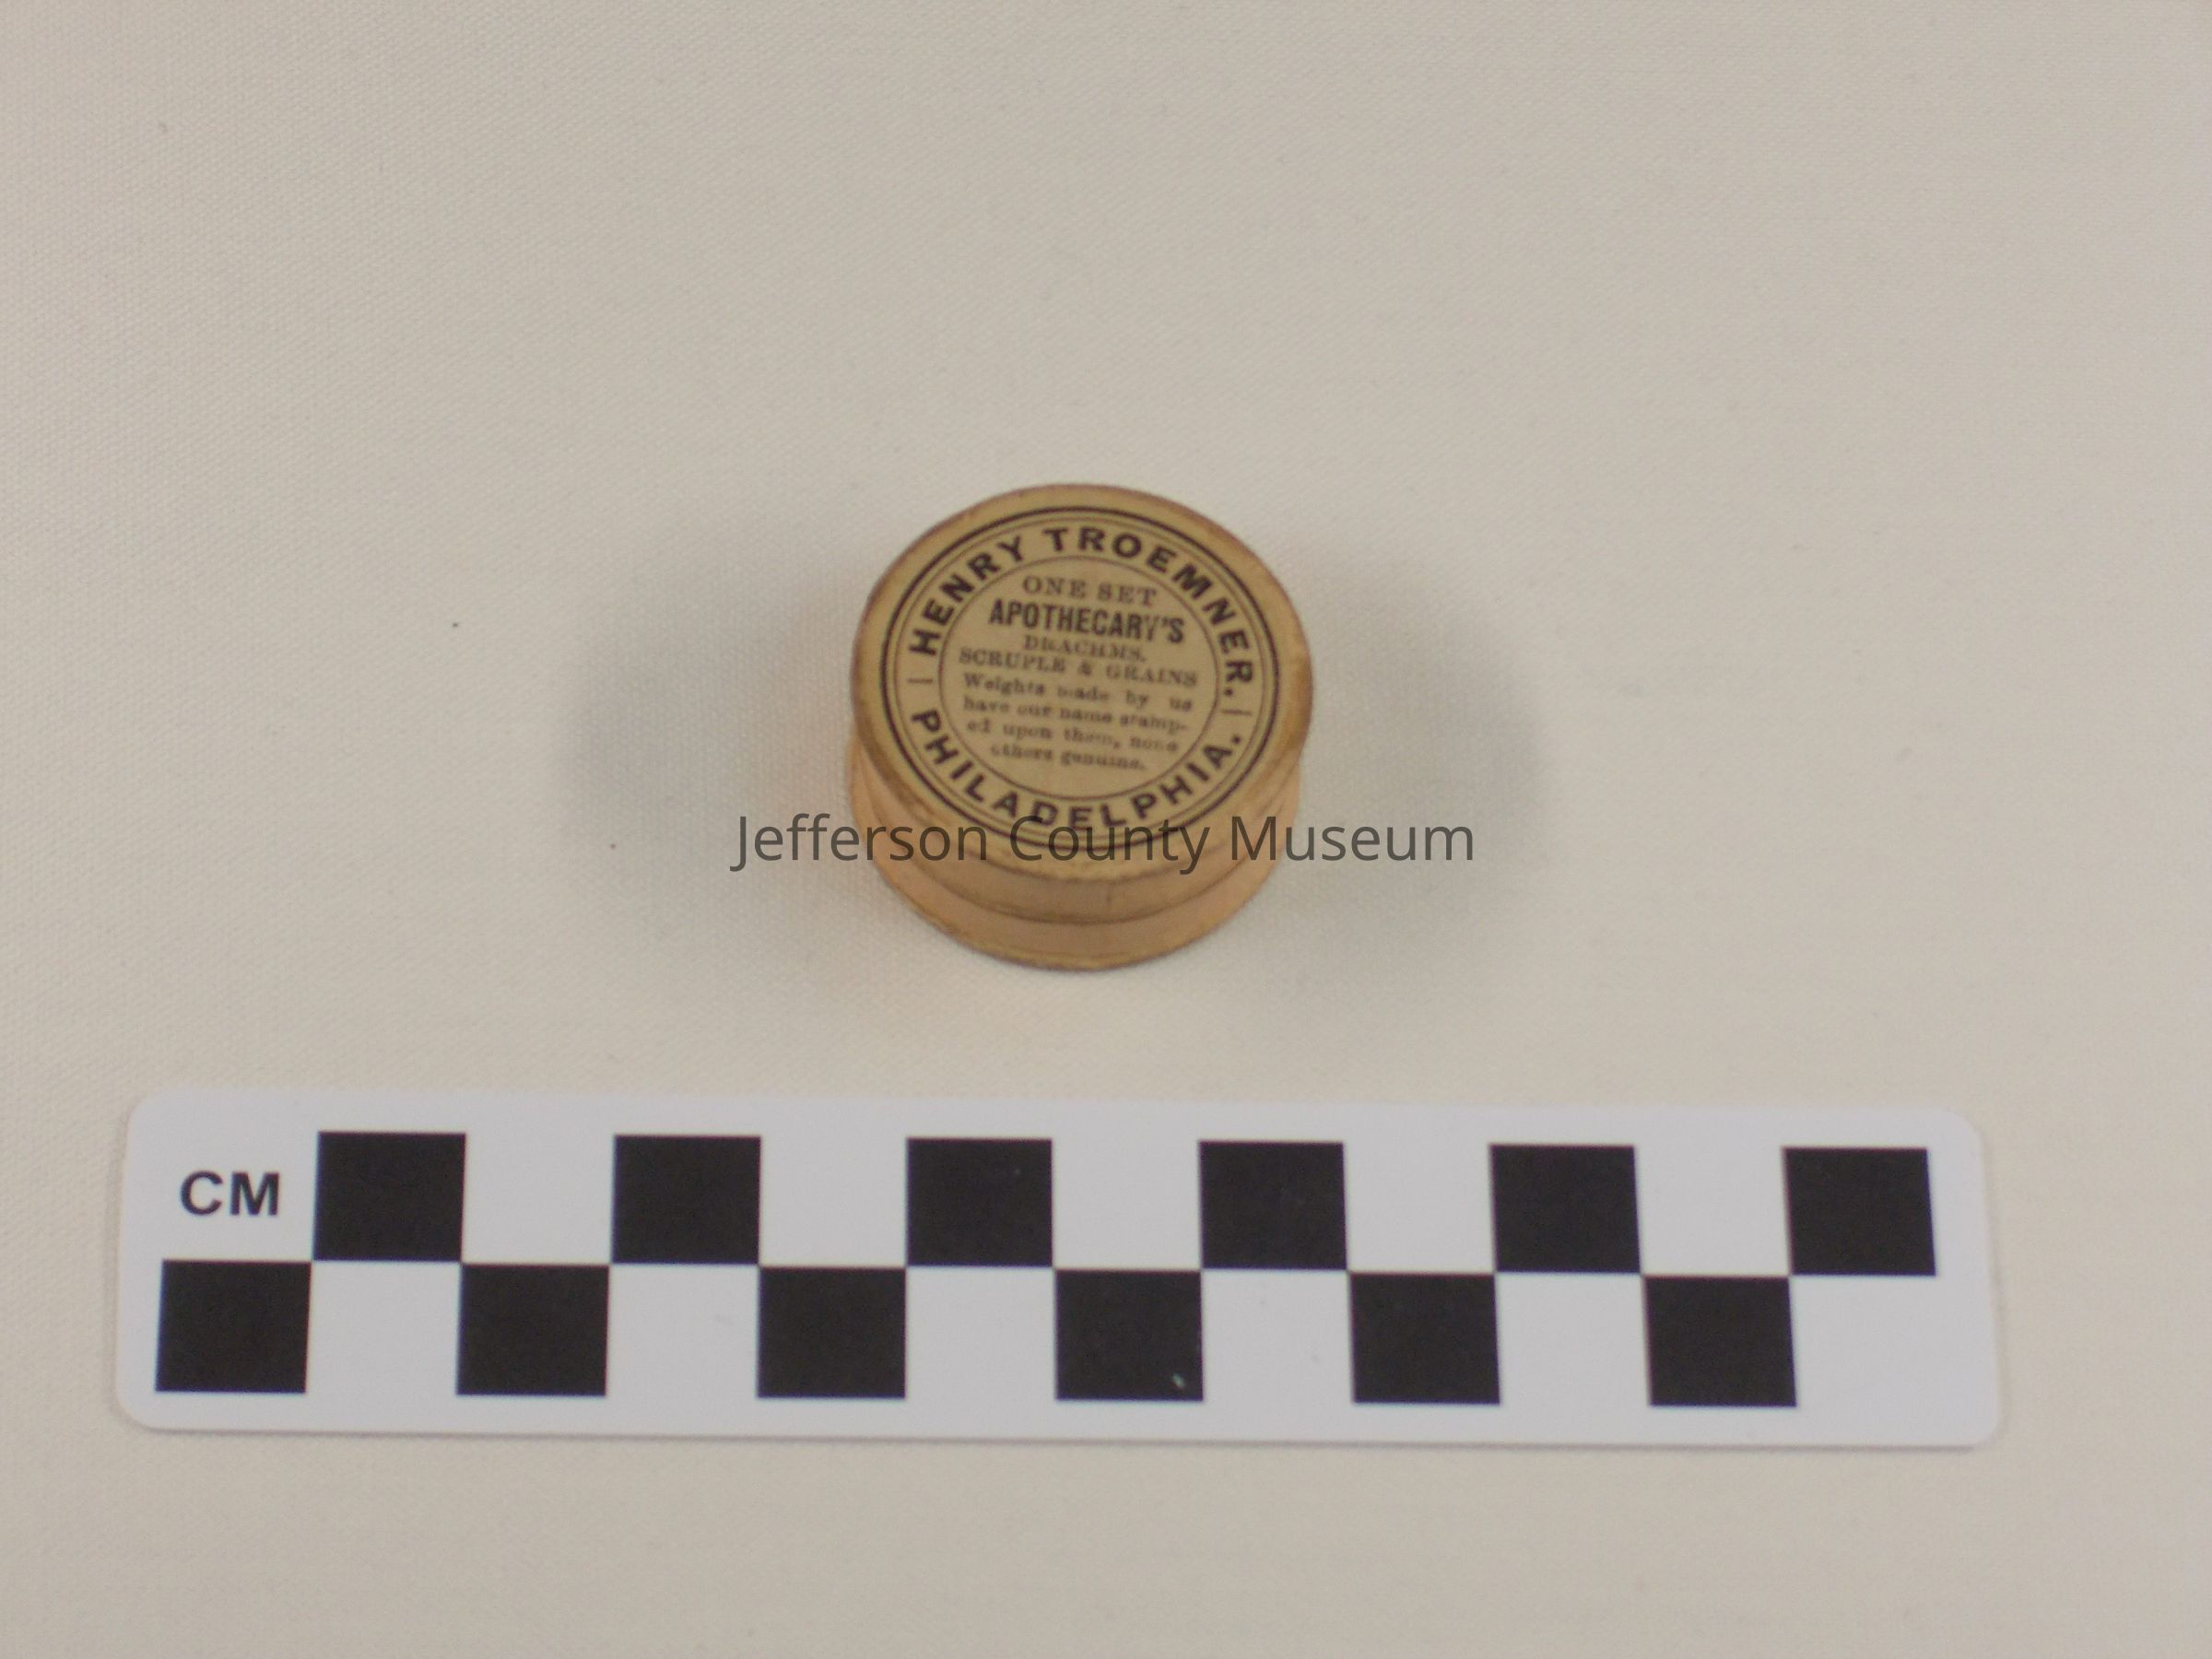 HENRY TROEMNER.
ONE SET
APOTHECARY'S
DRACHMS.
SCRUPLE & GRAINS
Weights made by us
have our name stamp-
ed upon them, none
others genuine.
PHILADELPHIA.
Jefferson County Museum
CM